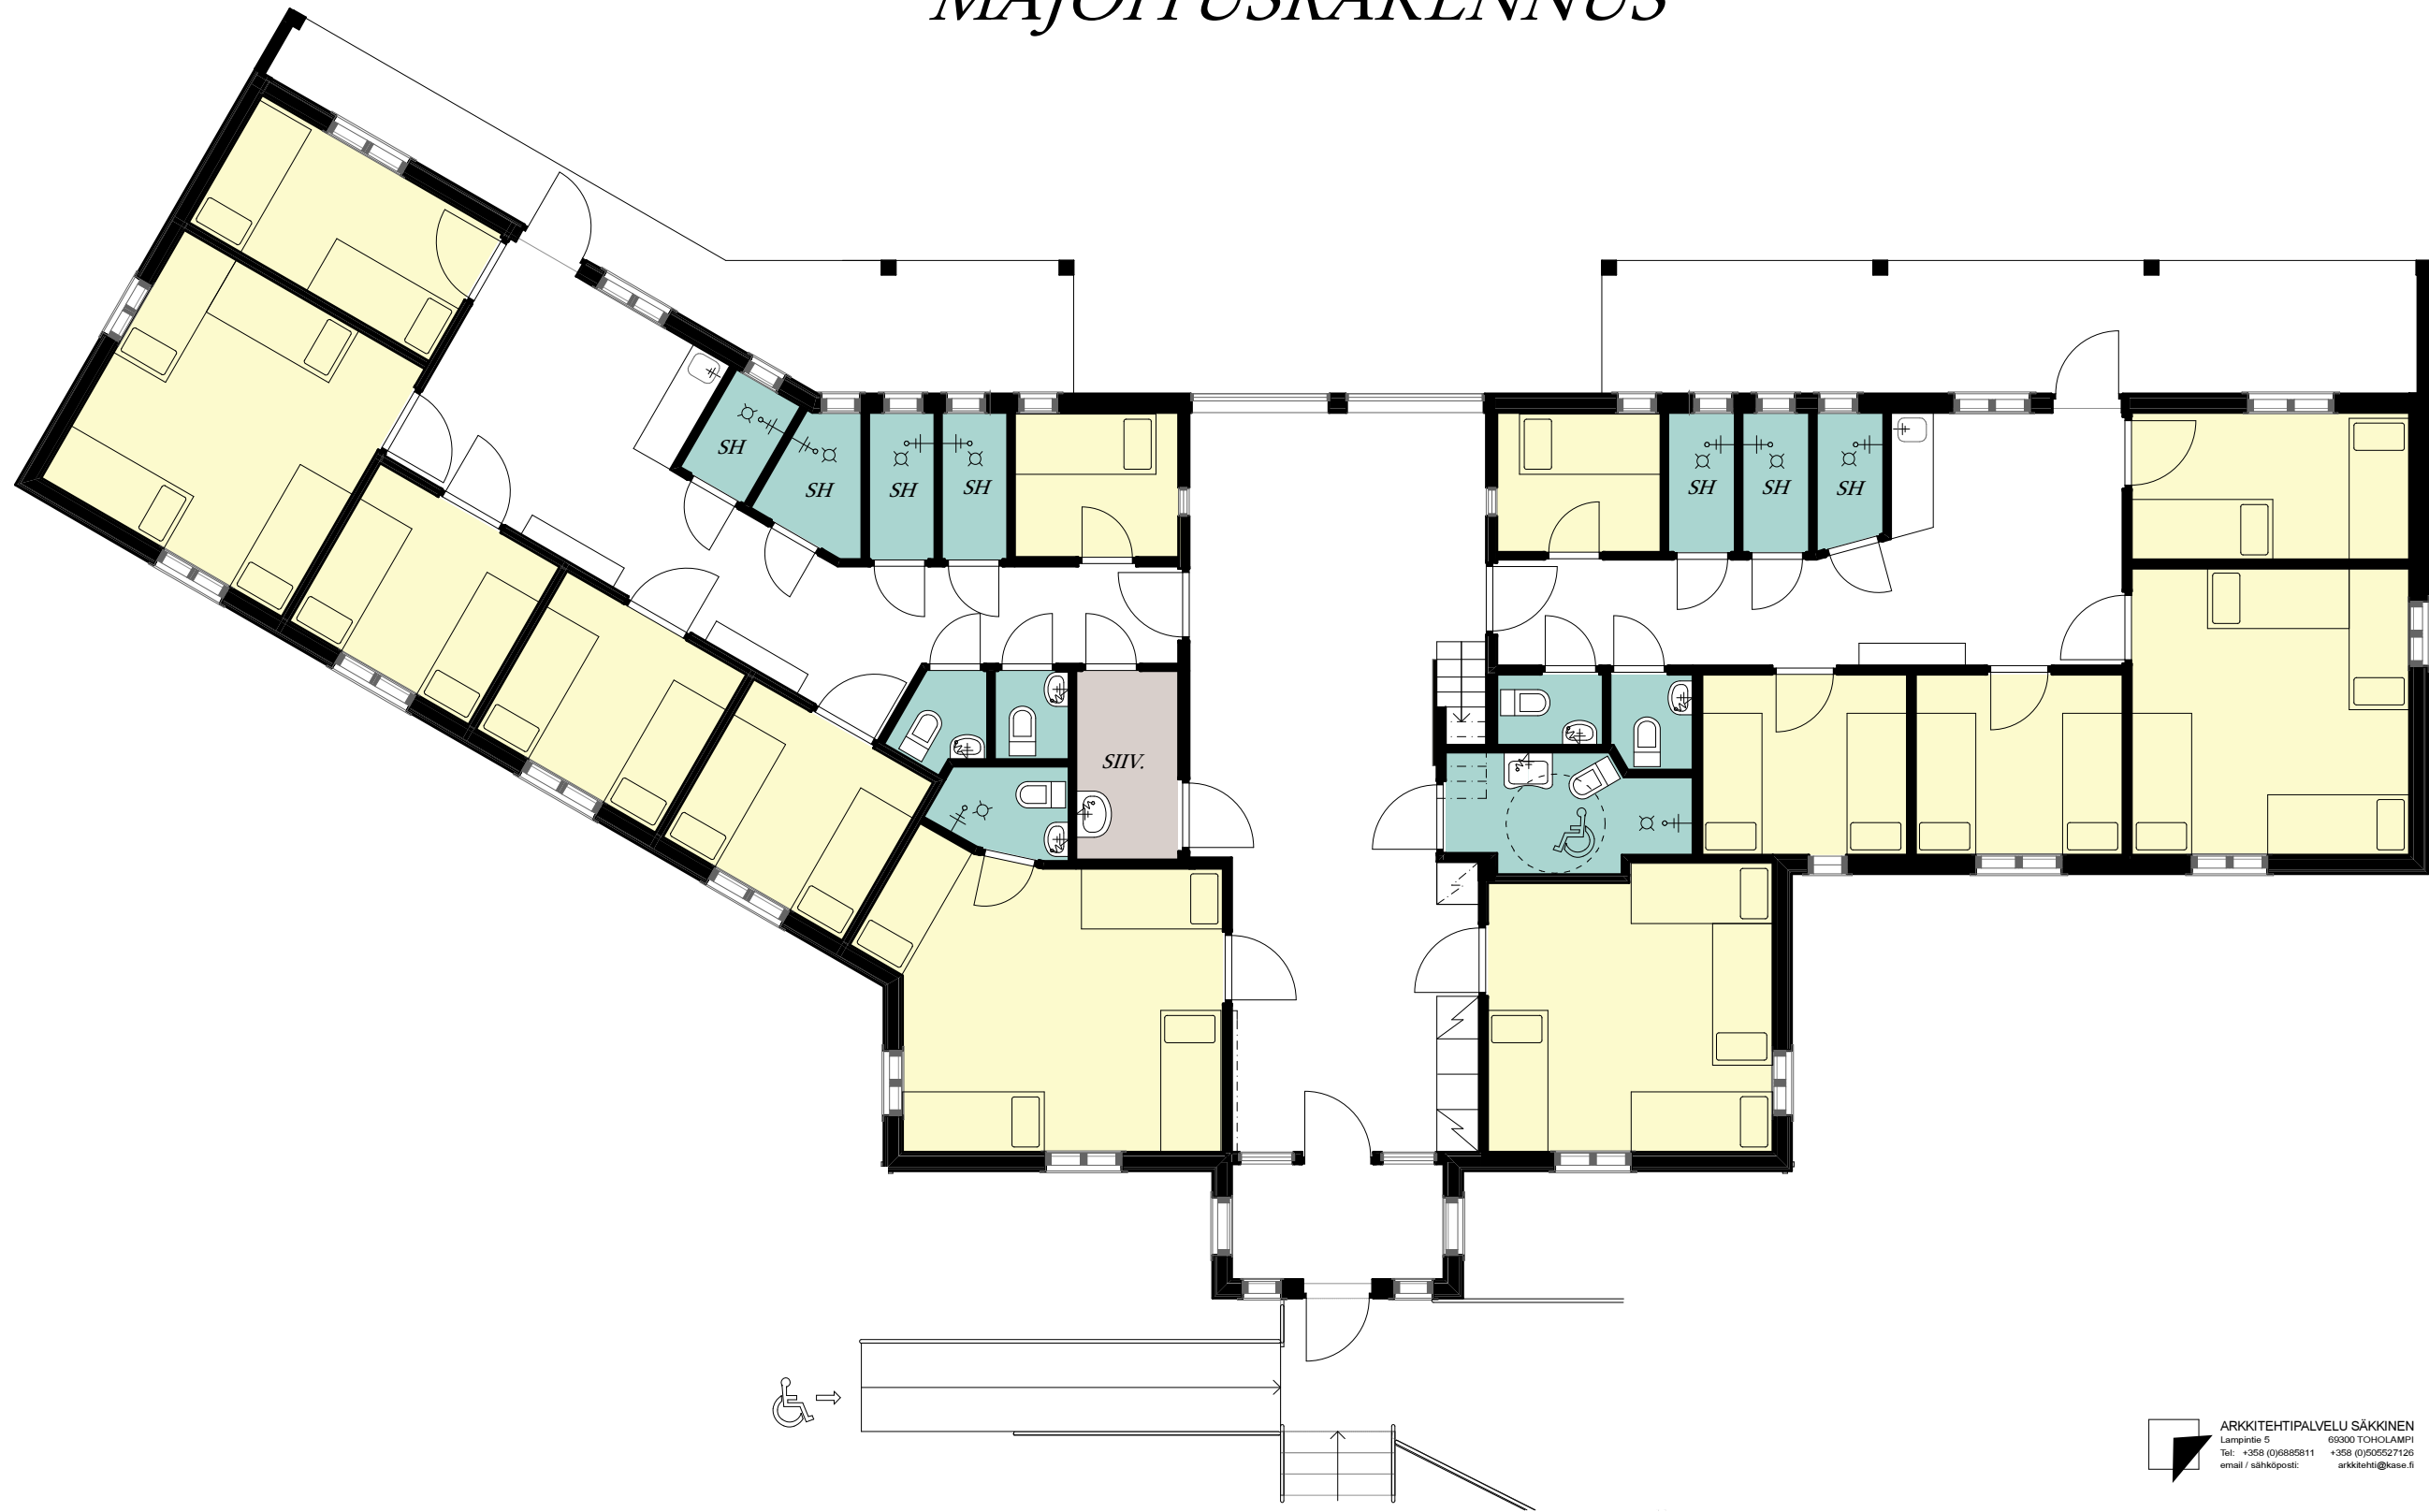 MAJOITUSRAKENNUS
SH
SH
SH
SH
SH
SH
SH
SIIV.
ARKKITEHTIPALVELU SÄKKINEN
Lampintie 5 69300 TOHOLAMPI
Tel: +358 (0)6885811 +358 (0)505527126
email / sähköposti: arkkitehti@kase.fi